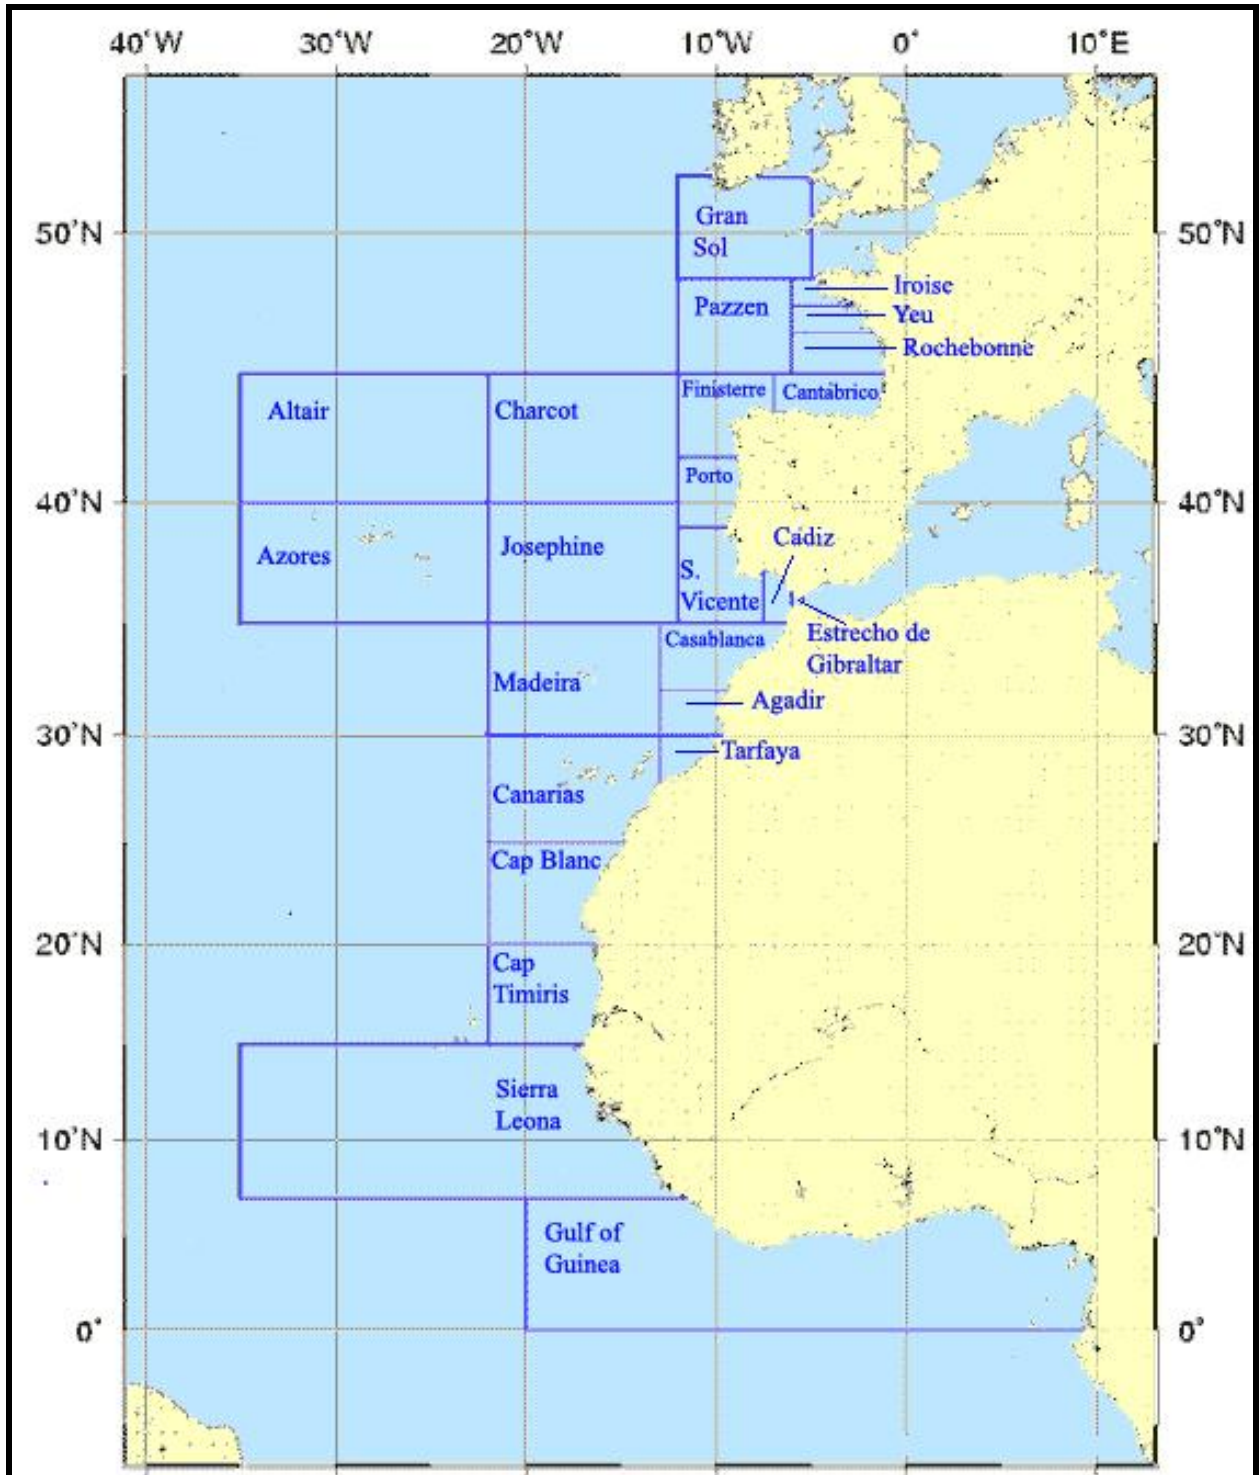 40°W 30°W 20°W 10°W 0° 10°E
50°N 50°N
Gran
Sol
Iroise
Pazzen
Yeu
Rochebonne
Finisterre Cantábrico
Altair Charcot
Porto
40°N 40°N
Cádiz
Azores Josephine
S.
Vicente
Estrecho de
Gibraltar
Casablanca
Madeira
Agadir
30°N 30°N
Tarfaya
Canarias
Cap Blanc
20°N 20°N
Cap
Timiris
Sierra
Leona
10°N 10°N
Gulf of
Guinea
0° 0°